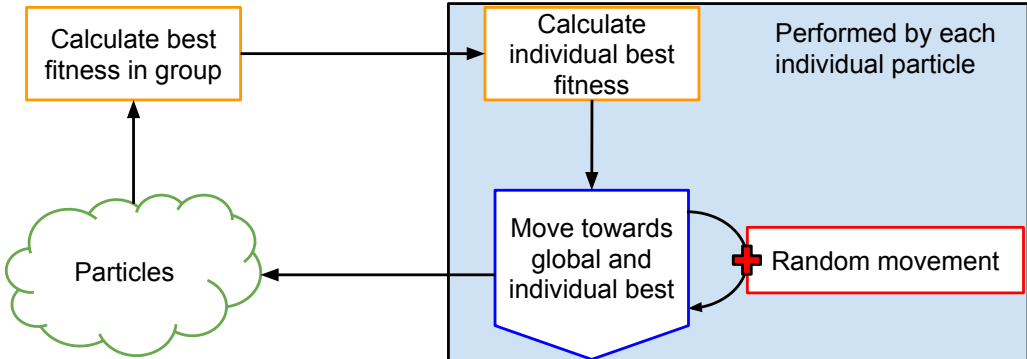 Calculate best
fitness in group
Calculate
individual best
fitness
Performed by each
individual particle
Move towards
global and
individual best
Random movement
Particles